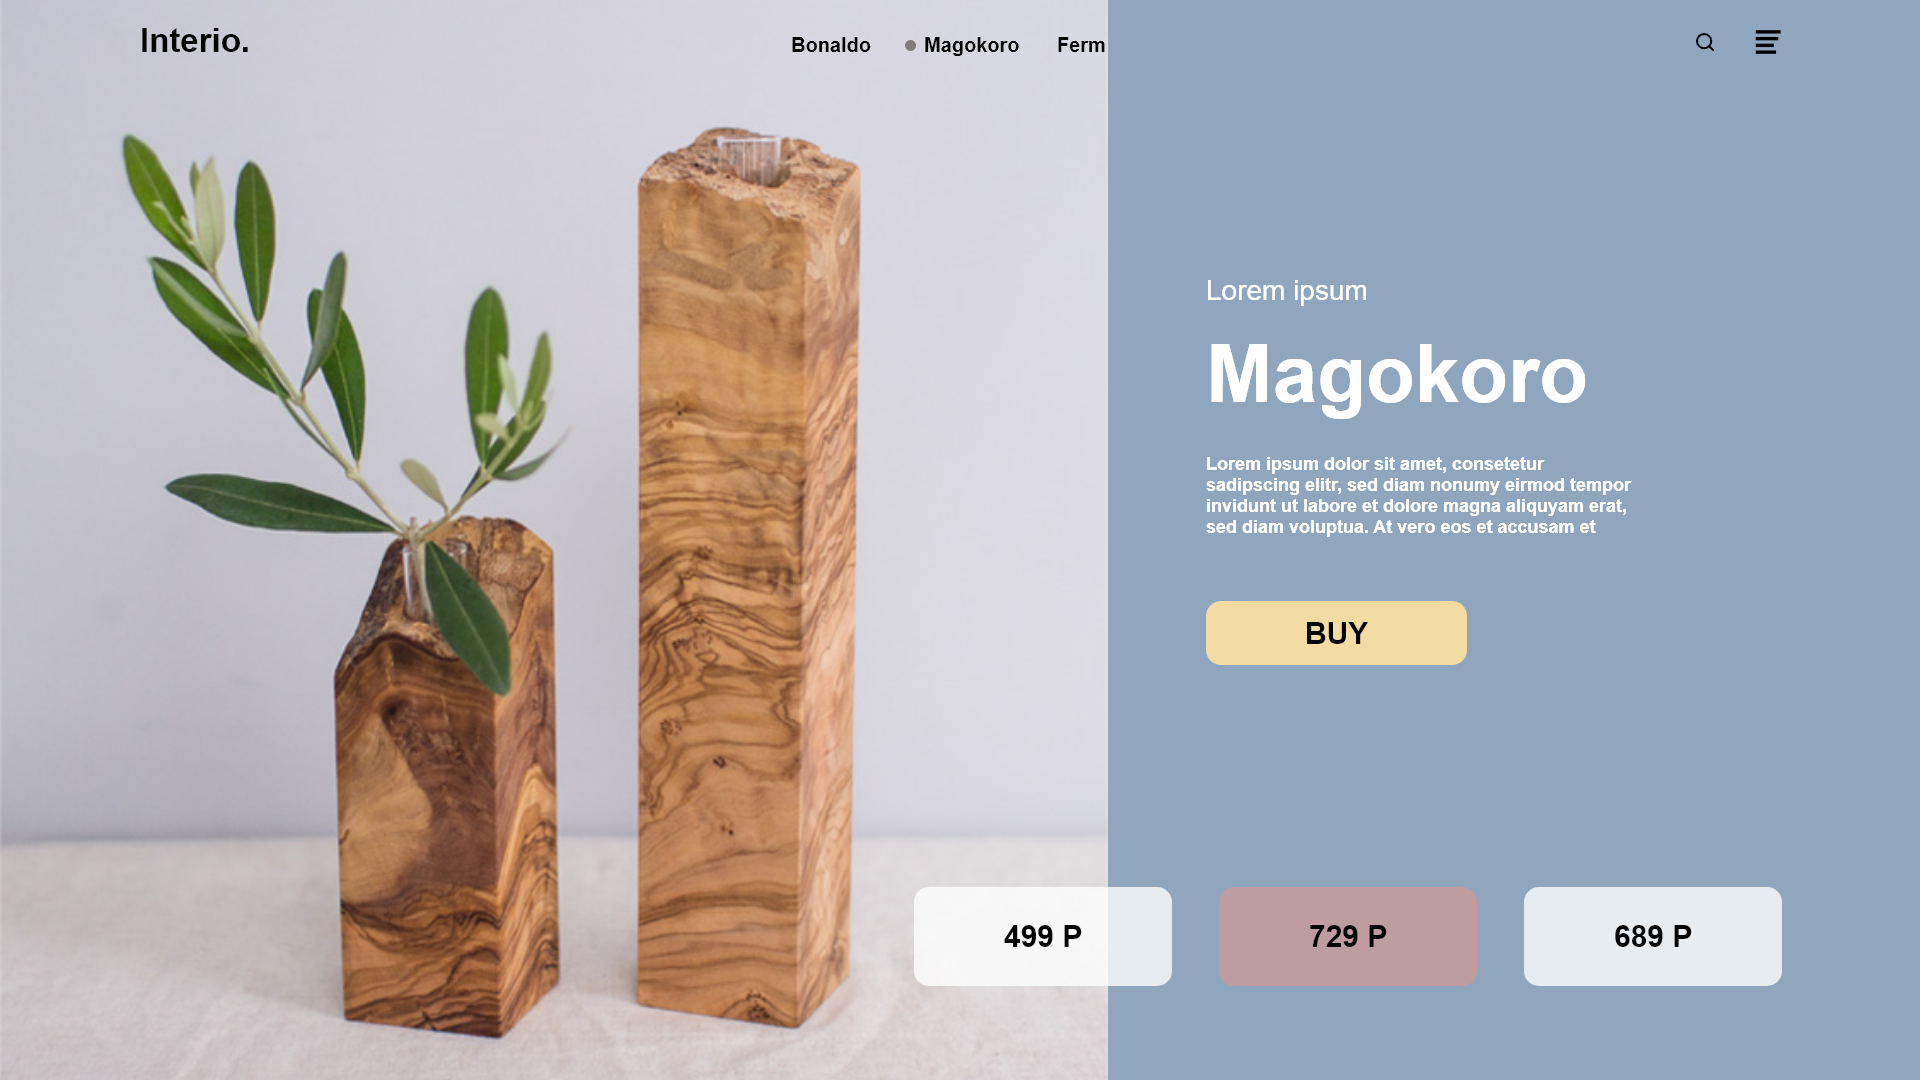 Interio.
Bonaldo
Magokoro
Ferm
Lorem ipsum
Magokoro
Lorem ipsum dolor sit amet, consetetur
sadipscing elitr, sed diam nonumy eirmod tempor
invidunt ut labore et dolore magna aliquyam erat,
sed diam voluptua. At vero eos et accusam et
BUY
499 P
729 P
689 P